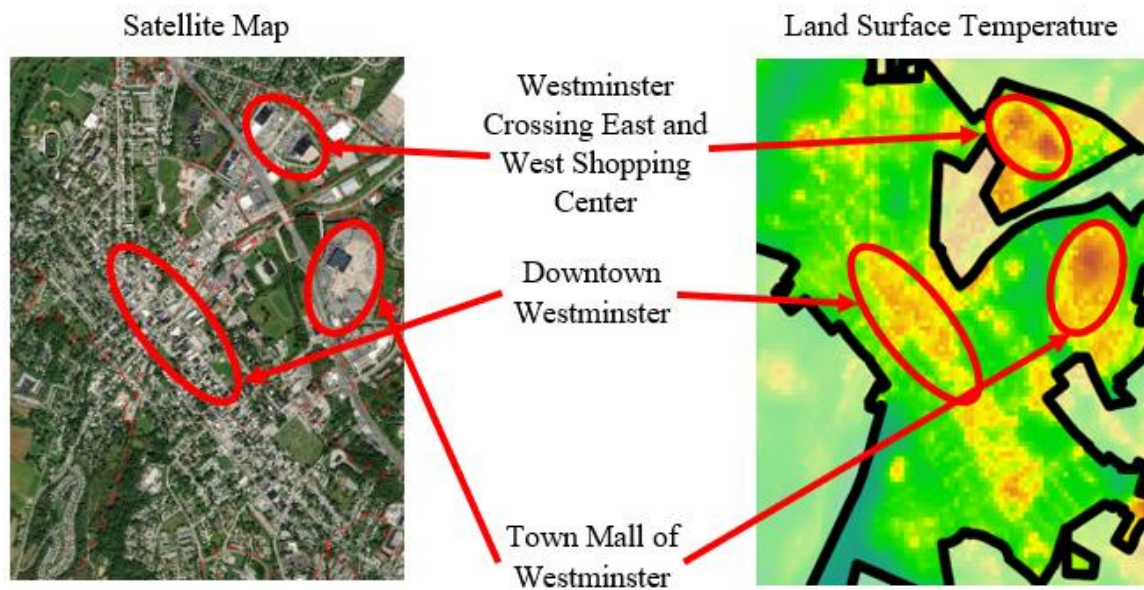 Satellite Map
Land Surface Temperature
Westminster
Crossing East and
West Shopping
Center
Downtown
Westminster
Town Mall of
Westminster